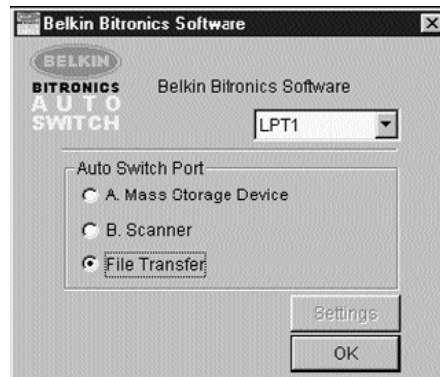 Belkin Bitronics Software
BELKIN
BITRONICS
AUTO
SWITCH
Belkin Bitronics Software
LPT1
Auto Switch Port
A. Mass Storage Device
B. Scanner
File Transfer
Settings
OK